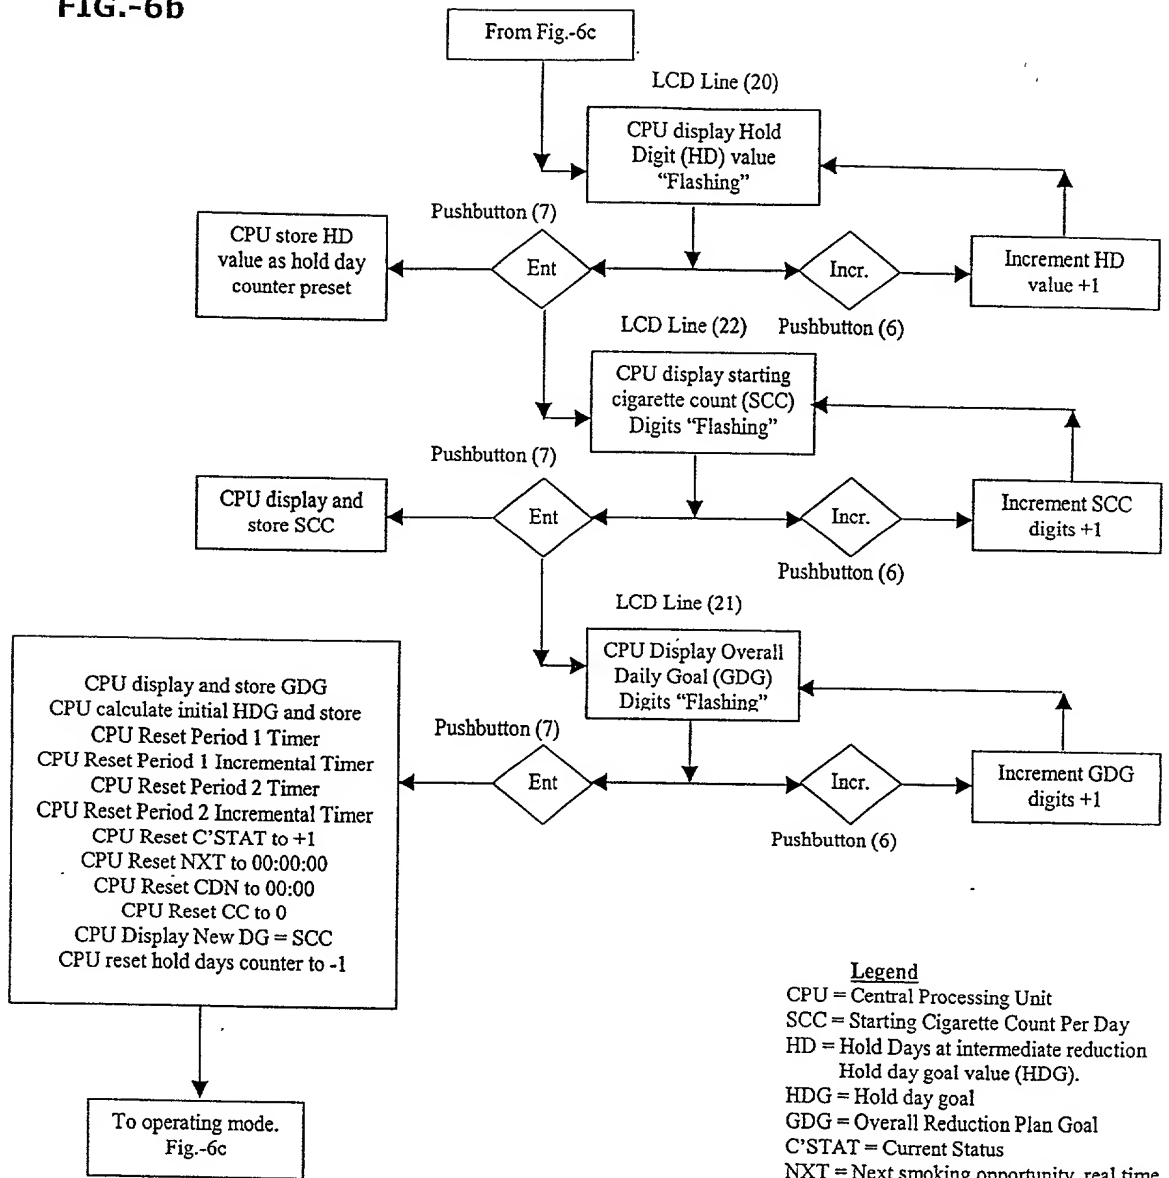 FIG.-6b
From Fig.-6c
LCD Line (20)
CPU display Hold
Digit (HD) value
“Flashing”
Pushbutton (7)
CPU store HD
value as hold day
counter preset
Ent
Incr.
Increment HD
value +1
LCD Line (22)
Pushbutton (6)
CPU display starting
cigarette count (SCC)
Digits “Flashing”
Pushbutton (7)
CPU display and
store SCC
Ent
Incr.
Increment SCC
digits +1
Pushbutton (6)
LCD Line (21)
CPU Display Overall
Daily Goal (GDG)
Digits “Flashing”
Pushbutton (7)
CPU display and store GDG
CPU calculate initial HDG and store
CPU Reset Period 1 Timer
CPU Reset Period 1 Incremental Timer
CPU Reset Period 2 Timer
CPU Reset Period 2 Incremental Timer
CPU Reset C’STAT to +1
CPU Reset NXT to 00:00:00
CPU Reset CDN to 00:00
CPU Reset CC to 0
CPU Display New DG = SCC
CPU reset hold days counter to -1
Ent
Incr.
Increment GDG
digits +1
Pushbutton (6)
To operating mode.
Fig.-6c
Legend
CPU = Central Processing Unit
SCC = Starting Cigarette Count Per Day
HD = Hold Days at intermediate reduction
Hold day goal value (HDG).
HDG = Hold day goal
GDG = Overall Reduction Plan Goal
C’STAT = Current Status
NXT = Next smoking opportunity, real time